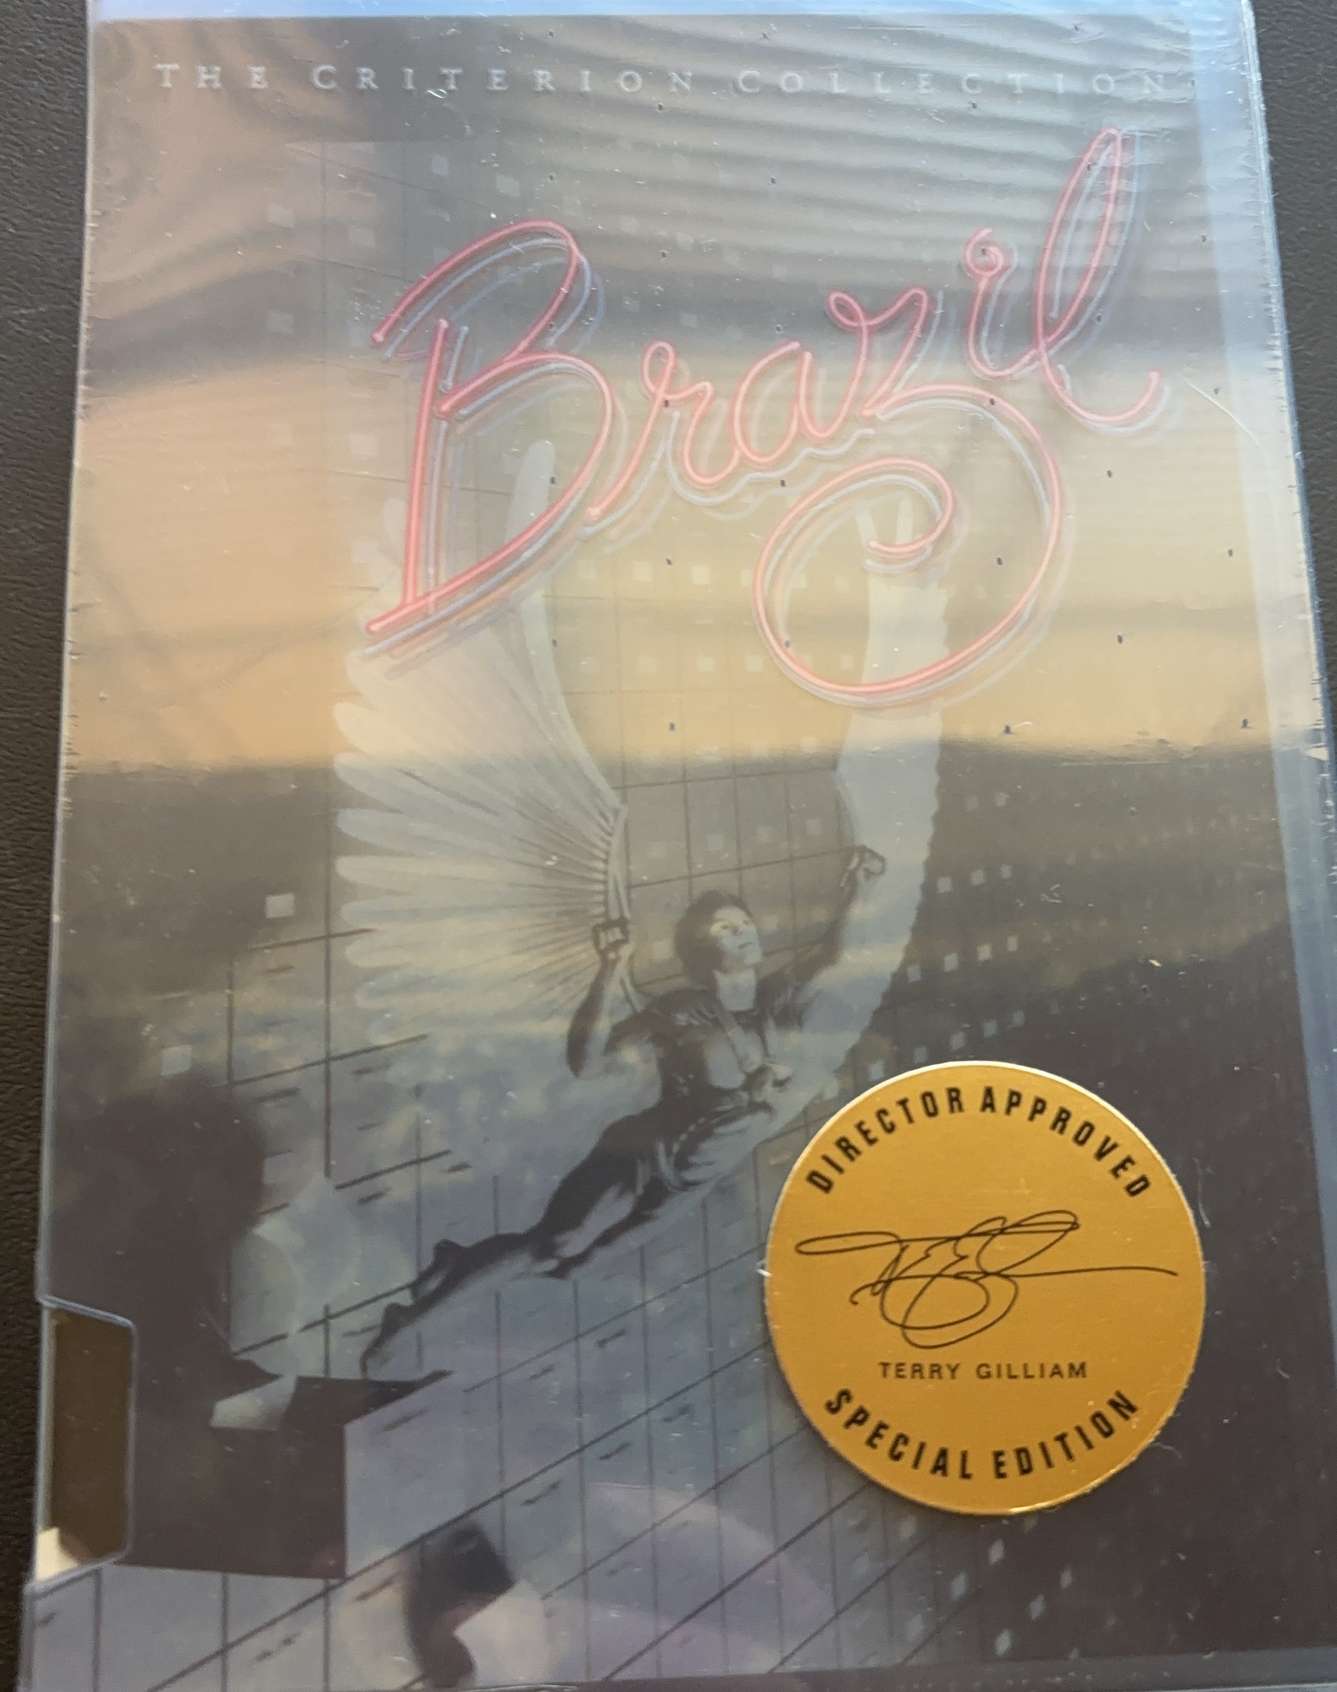 THE CRITERION COLLECTION
Brazil
DIRECTOR APPROVED
TERRY GILLIAM
SPECIAL EDITION